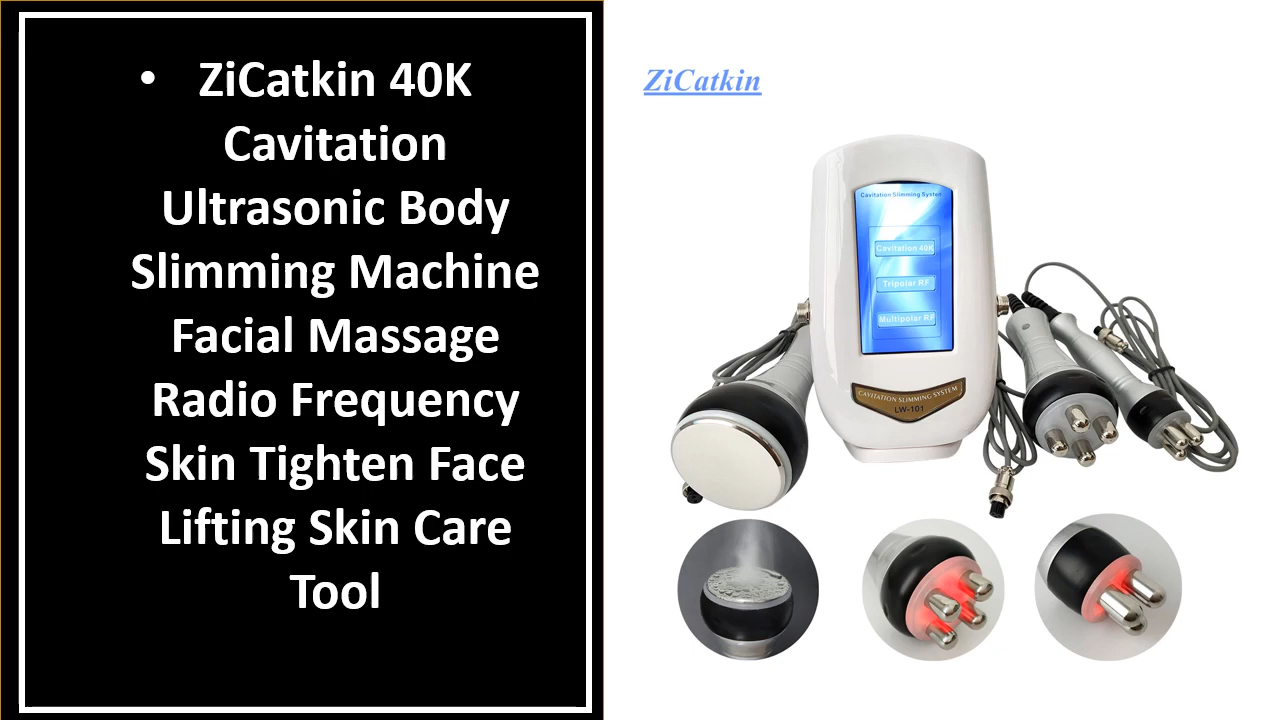 • ZiCatkin 40K
Cavitation
Ultrasonic Body
Slimming Machine
Facial Massage
Radio Frequency
Skin Tighten Face
Lifting Skin Care
Tool
ZiCatkin
Cavitation Slimming System
Cavitation 40K
Tripolar RF
Multipolar RF
CAVITATION SLIMMING SYSTEM
LW-101